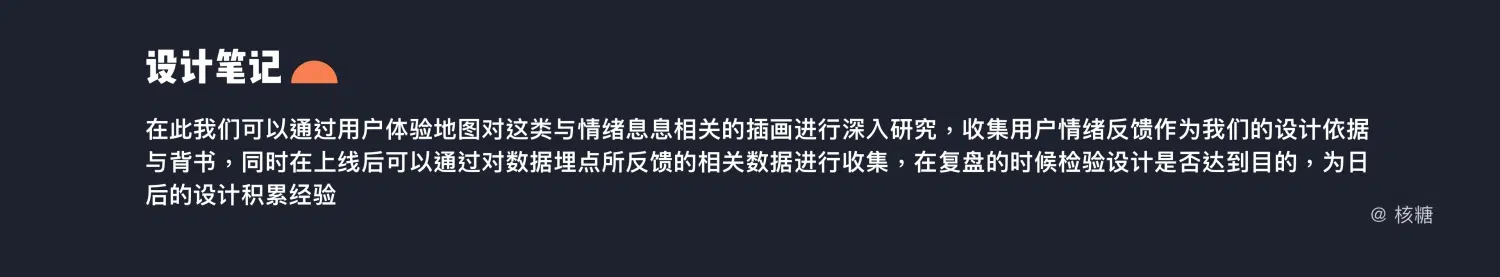 设计笔记
在此我们可以通过用户体验地图对这类与情绪息息相关的插画进行深入研究，收集用户情绪反馈作为我们的设计依据
与背书，同时在上线后可以通过对数据埋点所反馈的相关数据进行收集，在复盘的时候检验设计是否达到目的，为日
后的设计积累经验
@ 核糖